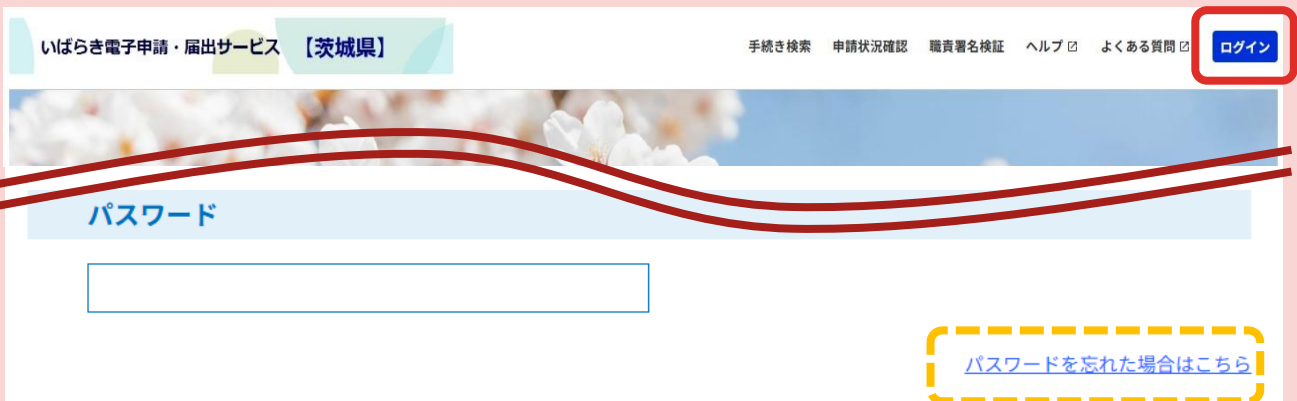 いばらき電子申請・届出サービス 【茨城県】
手続き検索 申請状況確認 職責署名検証 ヘルプ よくある質問 ログイン
パスワード
パスワードを忘れた場合はこちら